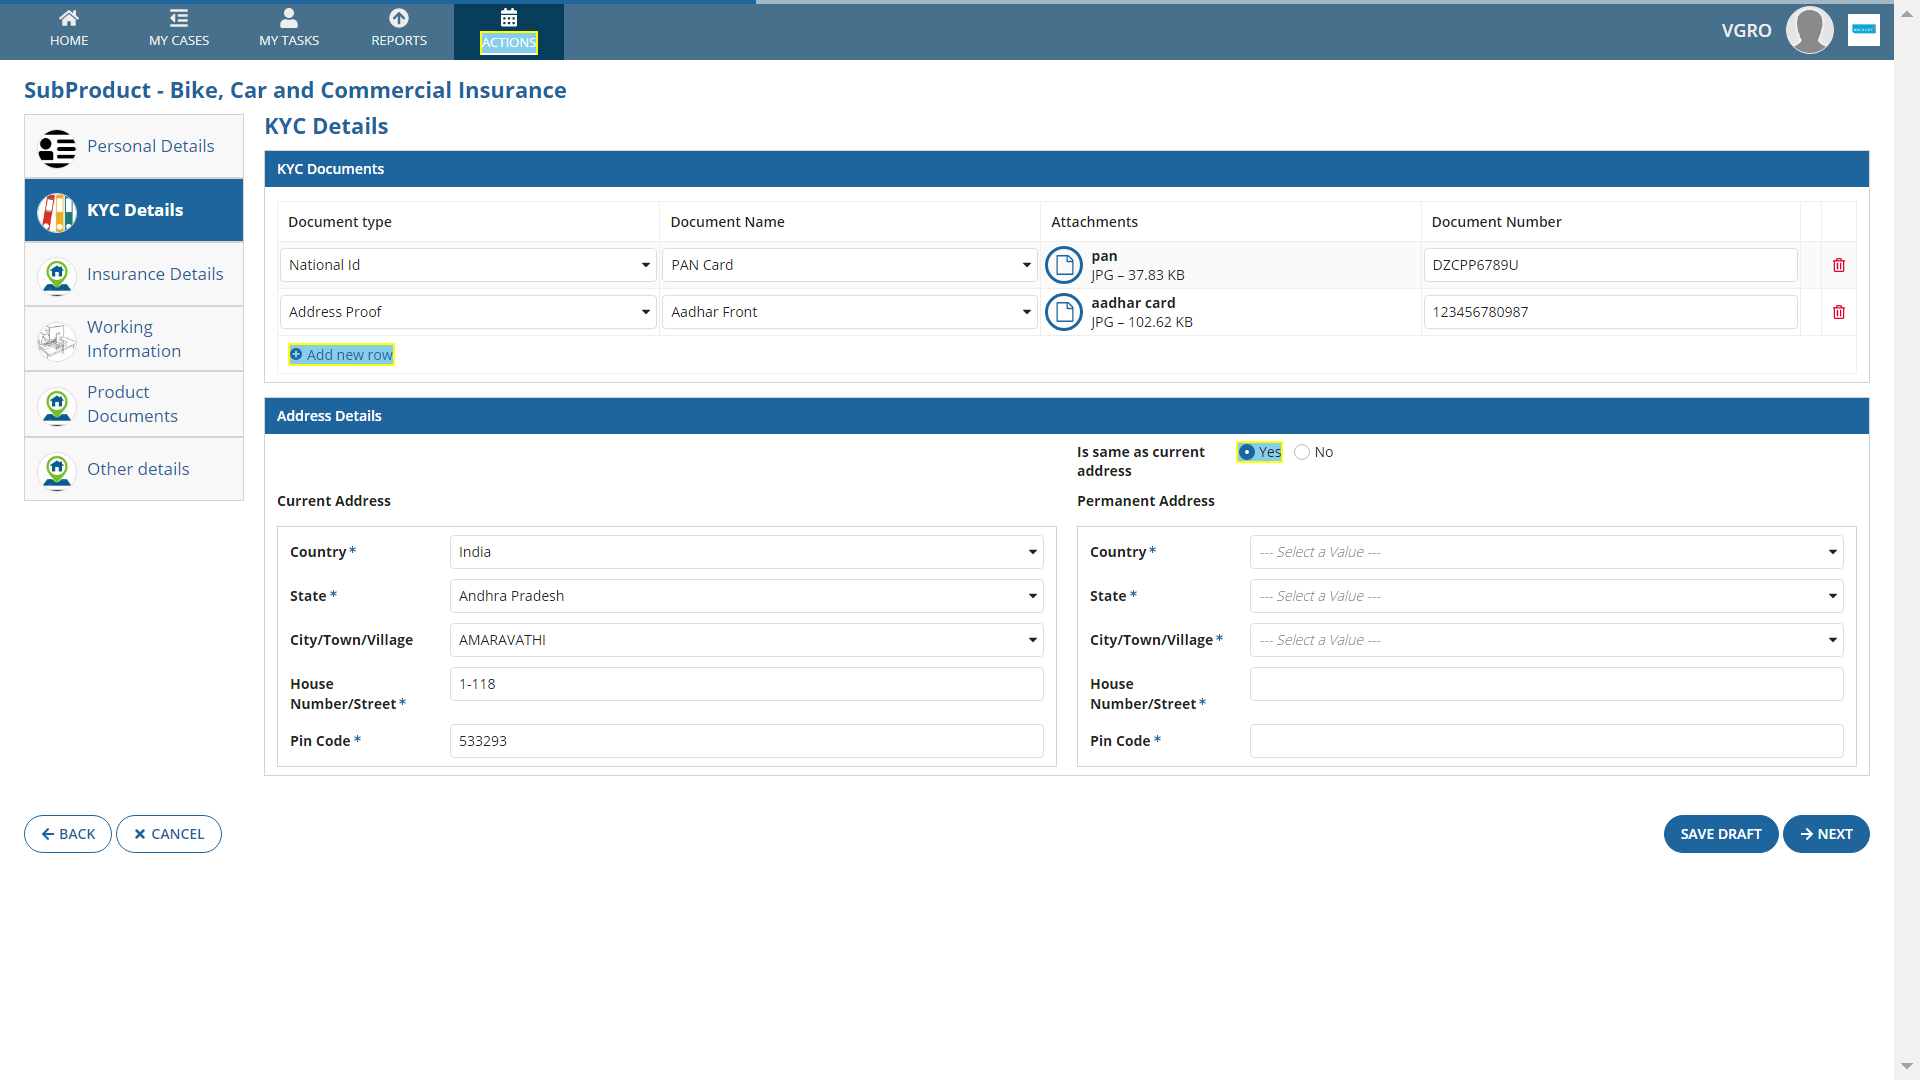 HOME
MY CASES
MY TASKS
REPORTS
ACTIONS
VGRO
SubProduct - Bike, Car and Commercial Insurance
Personal Details
KYC Details
Insurance Details
Working
Information
Product
Documents
Other details
KYC Details
KYC Documents
Document type
Document Name
Attachments
Document Number
National Id
PAN Card
pan
JPG – 37.83 KB
DZCPP6789U
Address Proof
Aadhar Front
aadhar card
JPG – 102.62 KB
123456780987
Add new row
Address Details
Is same as current
address
Yes
No
Current Address
Country *
India
State *
Andhra Pradesh
City/Town/Village
AMARAVATHI
House
Number/Street *
1-118
Pin Code *
533293
Permanent Address
Country *
--- Select a Value ---
State *
--- Select a Value ---
City/Town/Village *
--- Select a Value ---
House
Number/Street *
Pin Code *
BACK
CANCEL
SAVE DRAFT
NEXT